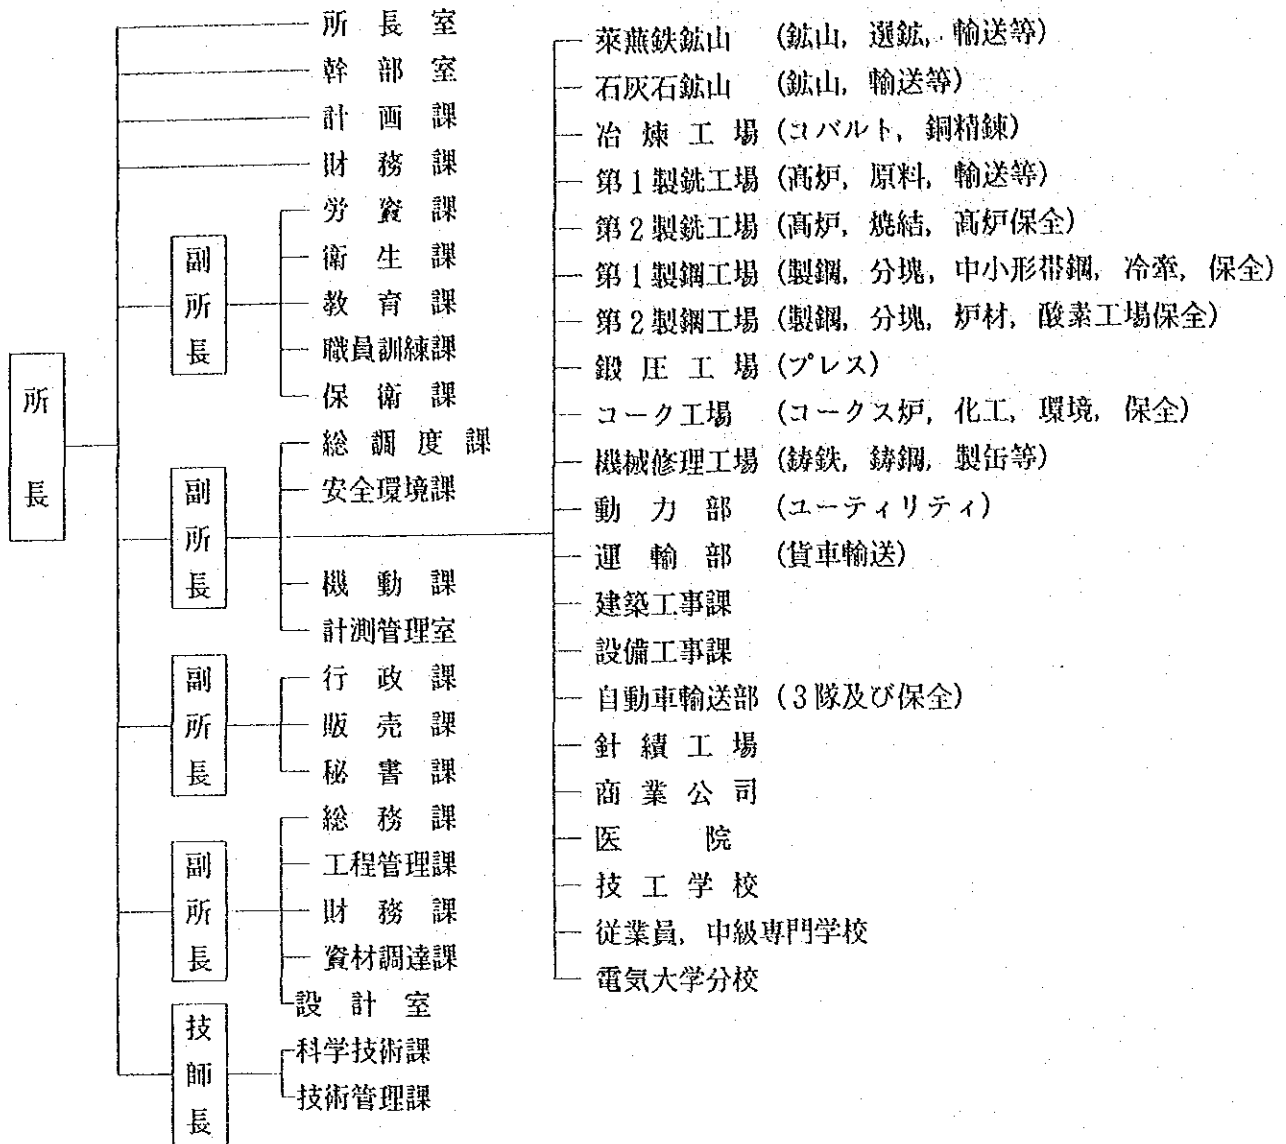 所長
所長室
幹部室
計画課
財務課
副所長
労資課
衛生課
教育課
職員訓練課
保衛課
副所長
総調度課
安全環境課
機動課
計測管理室
副所長
行政課
販売課
秘書課
副所長
総務課
工程管理課
財務課
資材調達課
設計室
技師長
科学技術課
技術管理課
萊蕪鉄鉱山 (鉱山, 選鉱, 輸送等)
石灰石鉱山 (鉱山, 輸送等)
冶煉工場 (コバルト, 銅精錬)
第1製銑工場 (高炉, 原料, 輸送等)
第2製銑工場 (高炉, 焼結, 高炉保全)
第1製鋼工場 (製鋼, 分塊, 中小形帯鋼, 冷牽, 保全)
第2製鋼工場 (製鋼, 分塊, 炉材, 酸素工場保全)
鍛圧工場 (プレス)
コーク工場 (コークス炉, 化工, 環境, 保全)
機械修理工場 (鋳鉄, 鋳鋼, 製缶等)
動力部 (ユーティリティ)
運輸部 (貨車輸送)
建築工事課
設備工事課
自動車輸送部 (3隊及び保全)
針績工場
商業公司
医院
技工学校
従業員, 中級専門学校
電気大学分校